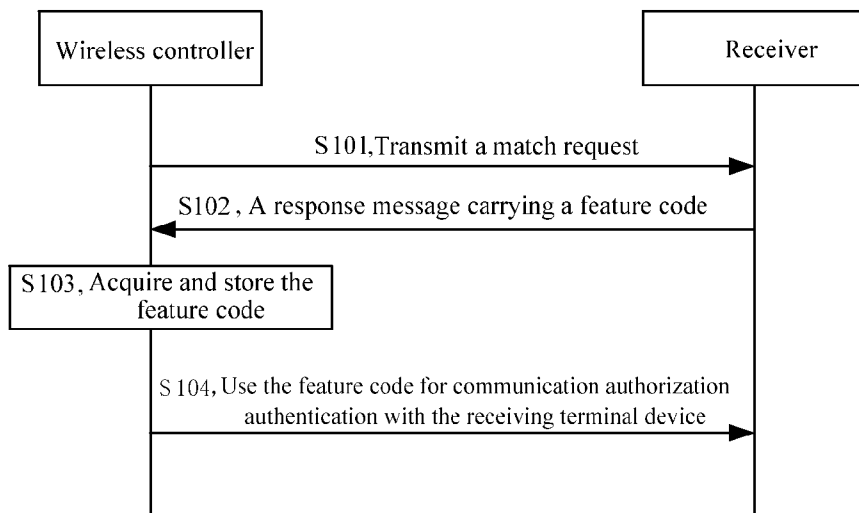 Wireless controller
Receiver
S101,Transmit a match request
S102 , A response message carrying a feature code
S103, Acquire and store the
feature code
S104, Use the feature code for communication authorization
authentication with the receiving terminal device